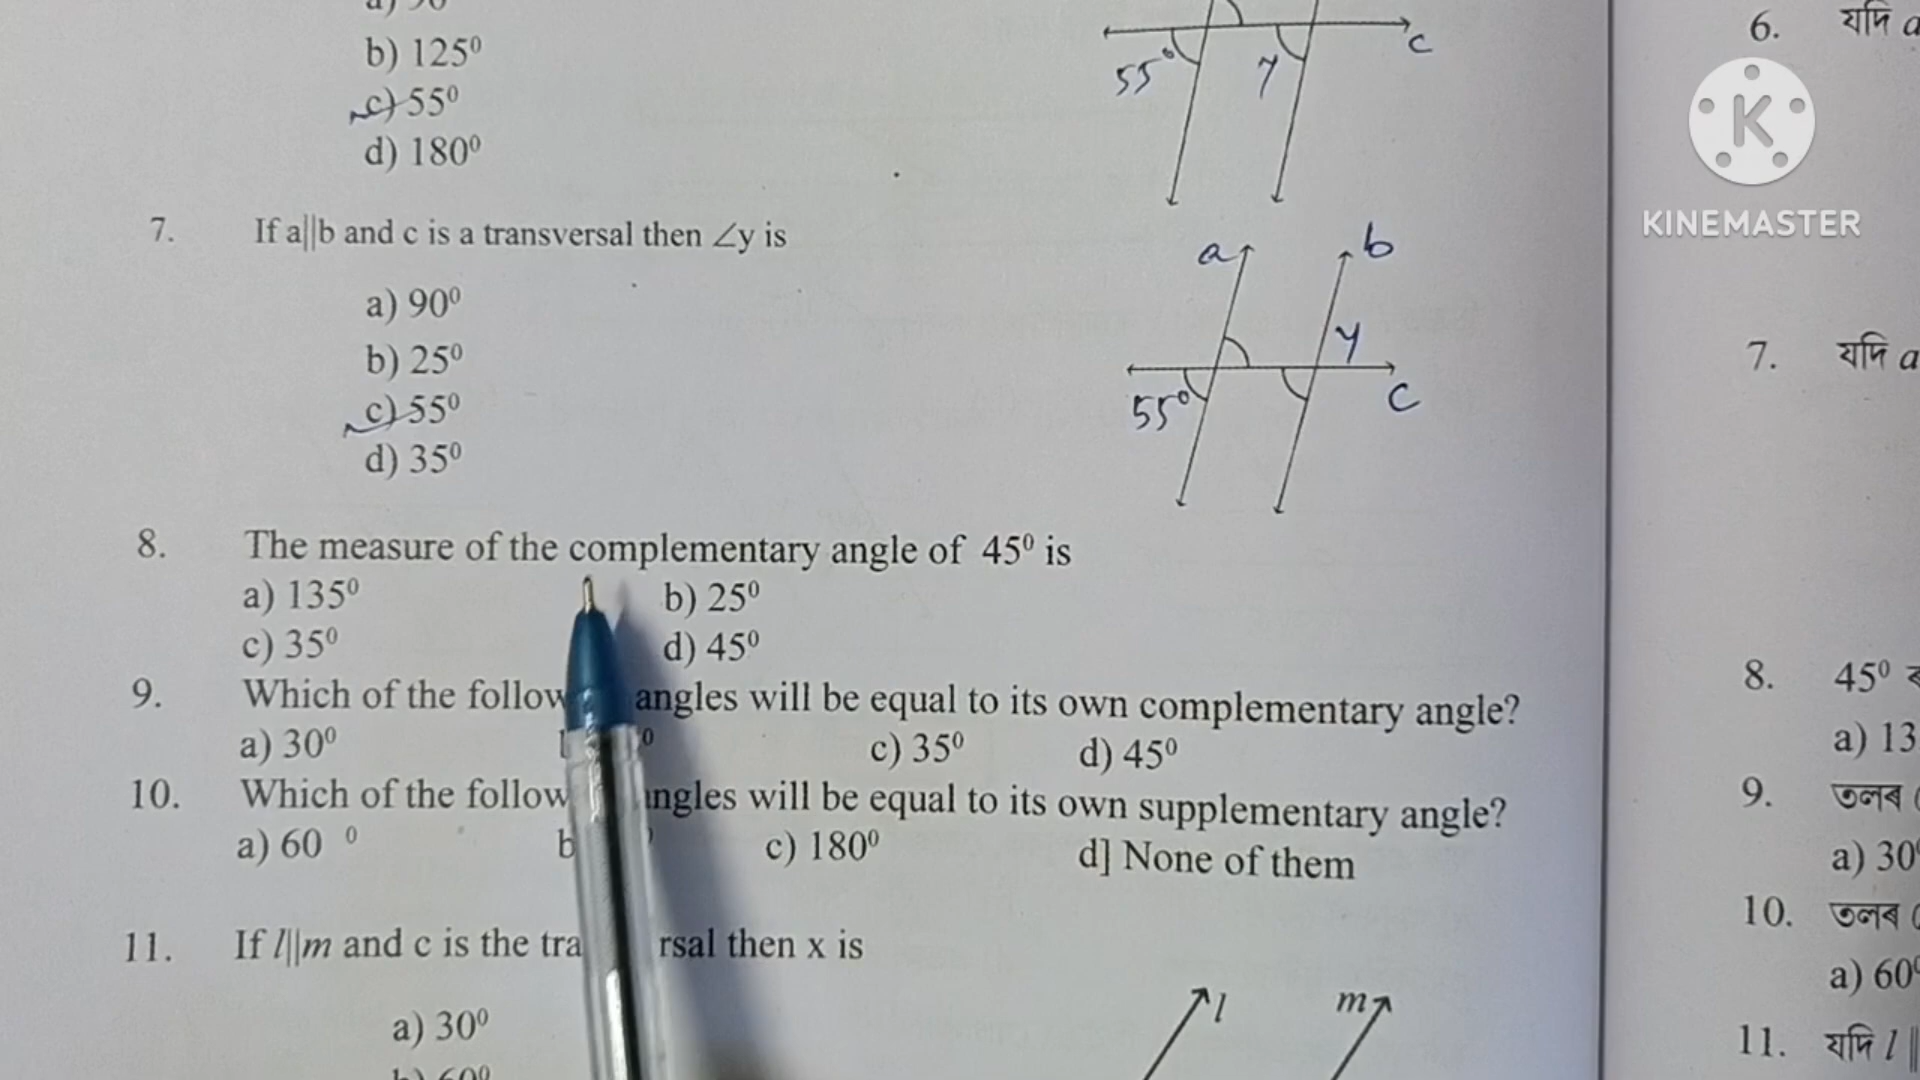 b) 125⁰
c) 55⁰
d) 180⁰
55°
y
c
7. If a||b and c is a transversal then ∠y is
a) 90⁰
b) 25⁰
c) 55⁰
d) 35⁰
a
b
y
55°
c
8. The measure of the complementary angle of 45⁰ is
a) 135⁰ b) 25⁰
c) 35⁰ d) 45⁰
9. Which of the follow angles will be equal to its own complementary angle?
a) 30⁰ c) 35⁰ d) 45⁰
10. Which of the follow ngles will be equal to its own supplementary angle?
a) 60 ⁰ b c) 180⁰ d] None of them
11. If l||m and c is the tra rsal then x is
a) 30⁰
b) 60⁰
l
m
6. যদি a
7. যদি a
8. 45⁰
a) 13
9. তলৰ
a) 30⁰
10. তলৰ
a) 60⁰
11. যদি l ||
K
KINEMASTER